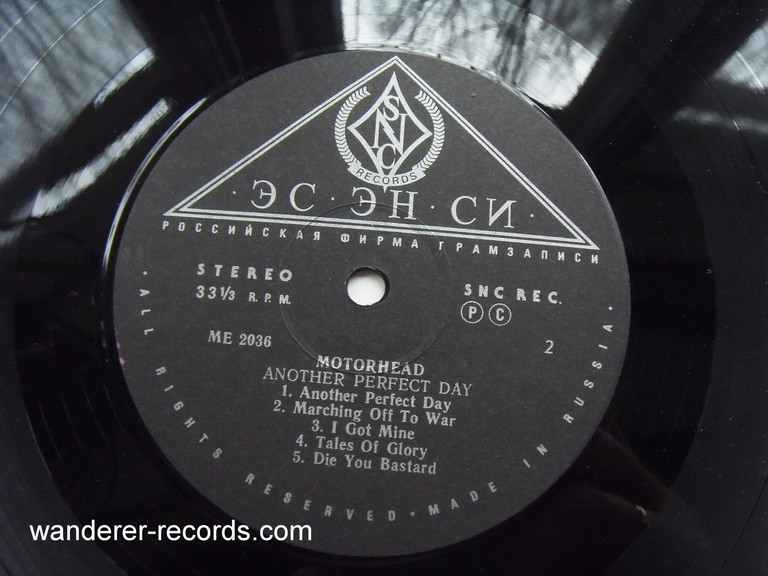 SNC
RECORDS
· ЭС · ЭН · СИ ·
РОССИЙСКАЯ ФИРМА ГРАМЗАПИСИ
STEREO
33 1/3 R.P.M.
SNC REC.
Ⓟ Ⓒ
ME 2036
2
MOTORHEAD
ANOTHER PERFECT DAY
1. Another Perfect Day
2. Marching Off To War
3. I Got Mine
4. Tales Of Glory
5. Die You Bastard
· ALL RIGHTS RESERVED · MADE IN RUSSIA ·
wanderer-records.com